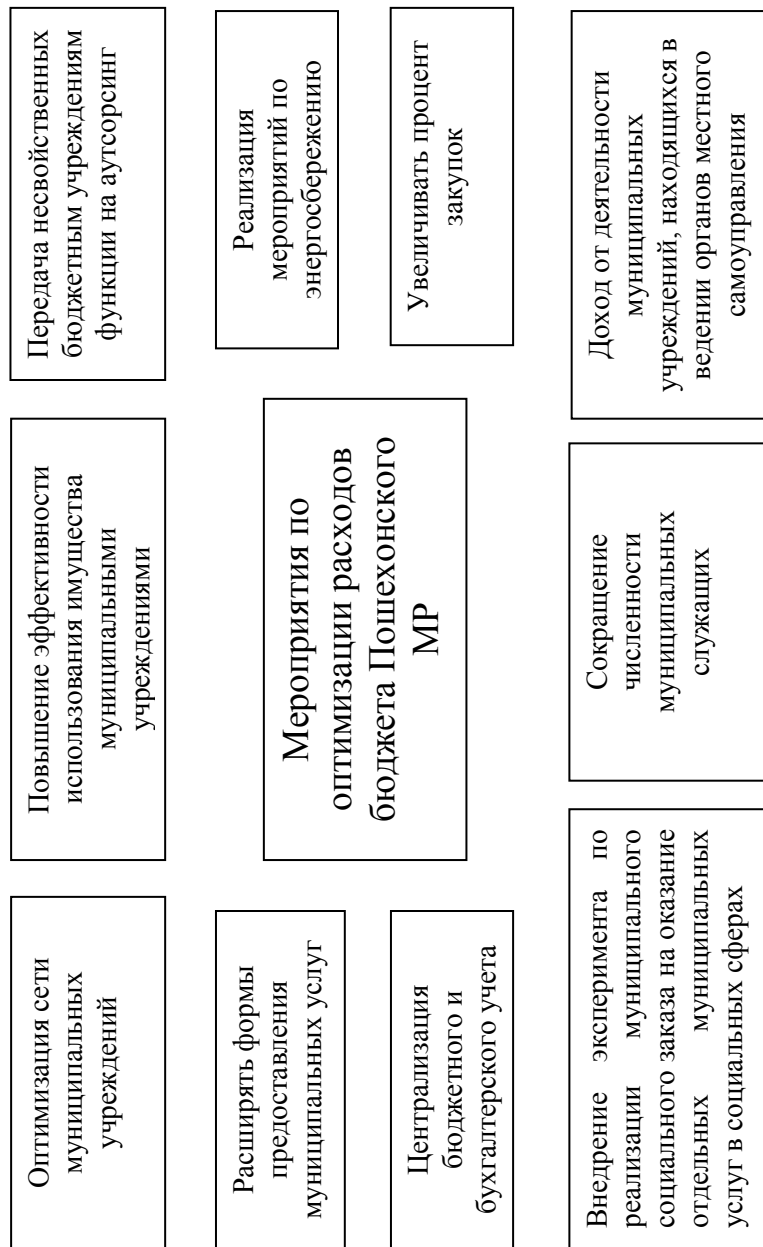 Оптимизация сети
муниципальных
учреждений
Повышение эффективности
использования имущества
муниципальными
учреждениями
Передача несвойственных
бюджетным учреждениям
функции на аутсорсинг
Расширять формы
предоставления
муниципальных услуг
Мероприятия по
оптимизации расходов
бюджета Пошехонского
МР
Реализация
мероприятий по
энергосбережению
Централизация
бюджетного и
бухгалтерского учета
Увеличивать процент
закупок
Внедрение эксперимента по
реализации муниципального
социального заказа на оказание
отдельных муниципальных
услуг в социальных сферах
Сокращение
численности
муниципальных
служащих
Доход от деятельности
муниципальных
учреждений, находящихся в
ведении органов местного
самоуправления